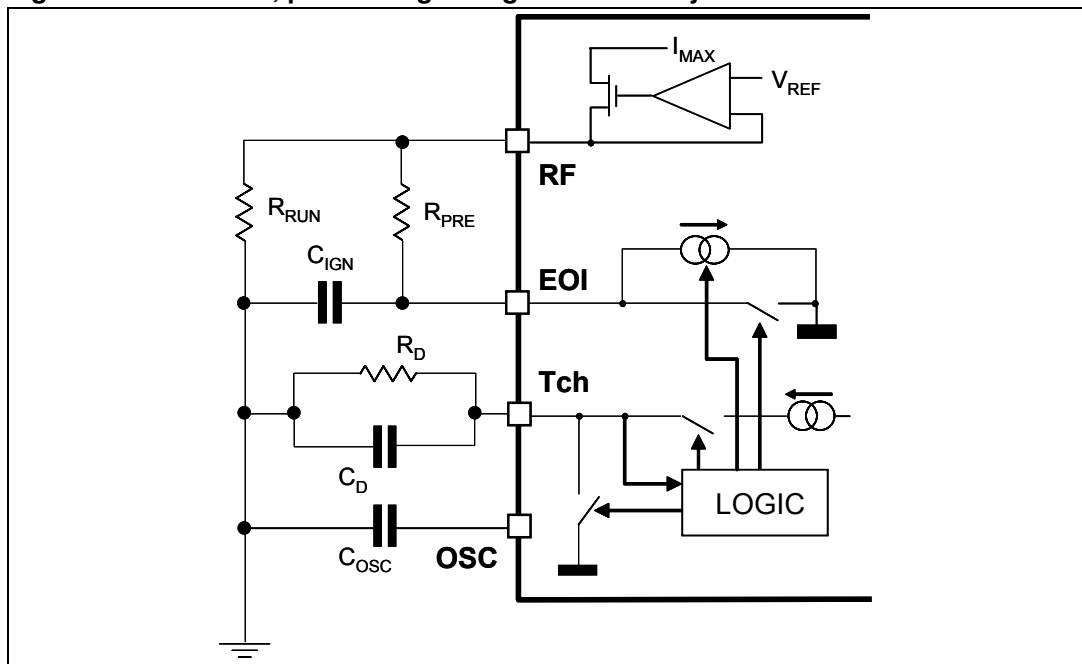 I_MAX
V_REF
RF
R_RUN
R_PRE
C_IGN
EOI
R_D
Tch
C_D
LOGIC
C_OSC
OSC